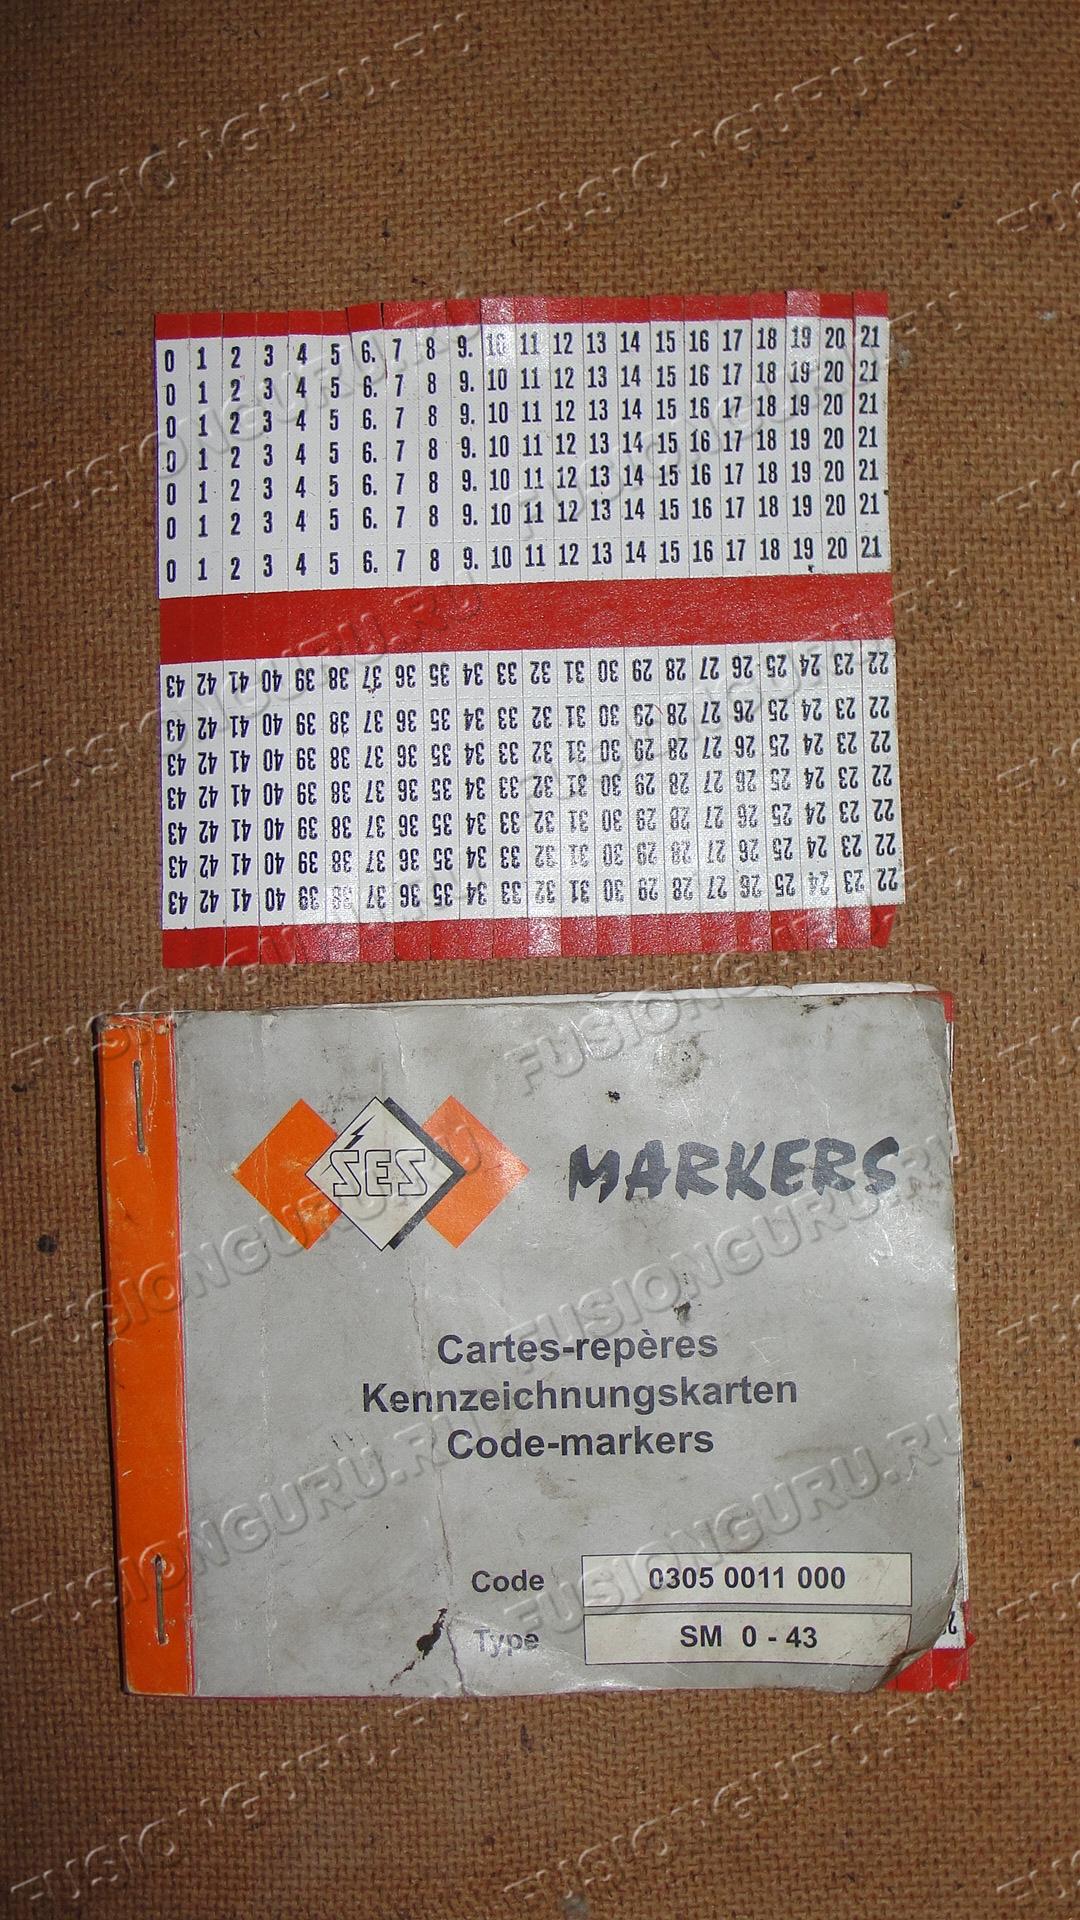 0 1 2 3 4 5 6. 7 8 9. 10 11 12 13 14 15 16 17 18 19 20 21
0 1 2 3 4 5 6. 7 8 9. 10 11 12 13 14 15 16 17 18 19 20 21
0 1 2 3 4 5 6. 7 8 9. 10 11 12 13 14 15 16 17 18 19 20 21
0 1 2 3 4 5 6. 7 8 9. 10 11 12 13 14 15 16 17 18 19 20 21
0 1 2 3 4 5 6. 7 8 9. 10 11 12 13 14 15 16 17 18 19 20 21
0 1 2 3 4 5 6. 7 8 9. 10 11 12 13 14 15 16 17 18 19 20 21
0 1 2 3 4 5 6. 7 8 9. 10 11 12 13 14 15 16 17 18 19 20 21
43 42 41 40 39 38 37 36 35 34 33 32 31 30 29 28 27 26 25 24 23 22
43 42 41 40 39 38 37 36 35 34 33 32 31 30 29 28 27 26 25 24 23 22
43 42 41 40 39 38 37 36 35 34 33 32 31 30 29 28 27 26 25 24 23 22
43 42 41 40 39 38 37 36 35 34 33 32 31 30 29 28 27 26 25 24 23 22
43 42 41 40 39 38 37 36 35 34 33 32 31 30 29 28 27 26 25 24 23 22
43 42 41 40 39 38 37 36 35 34 33 32 31 30 29 28 27 26 25 24 23 22
43 42 41 40 39 38 37 36 35 34 33 32 31 30 29 28 27 26 25 24 23 22
SES
MARKERS
Cartes-repères
Kennzeichnungskarten
Code-markers
Code 0305 0011 000
Type SM 0 - 43
FUSIONGURU.RU